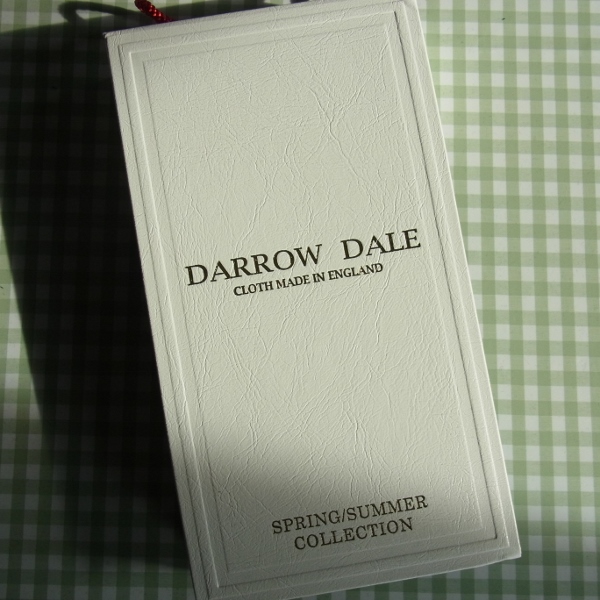 DARROW DALE
CLOTH MADE IN ENGLAND
SPRING/SUMMER
COLLECTION